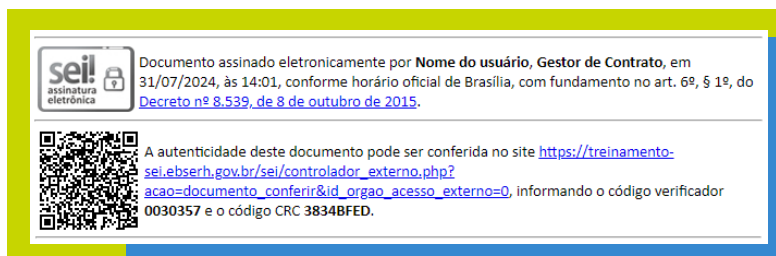 sei!
assinatura
eletrônica
Documento assinado eletronicamente por Nome do usuário, Gestor de Contrato, em
31/07/2024, às 14:01, conforme horário oficial de Brasília, com fundamento no art. 6º, § 1º, do
Decreto nº 8.539, de 8 de outubro de 2015.
A autenticidade deste documento pode ser conferida no site https://treinamento-
sei.ebserh.gov.br/sei/controlador_externo.php?
acao=documento_conferir&id_orgao_acesso_externo=0, informando o código verificador
0030357 e o código CRC 3834BFED.